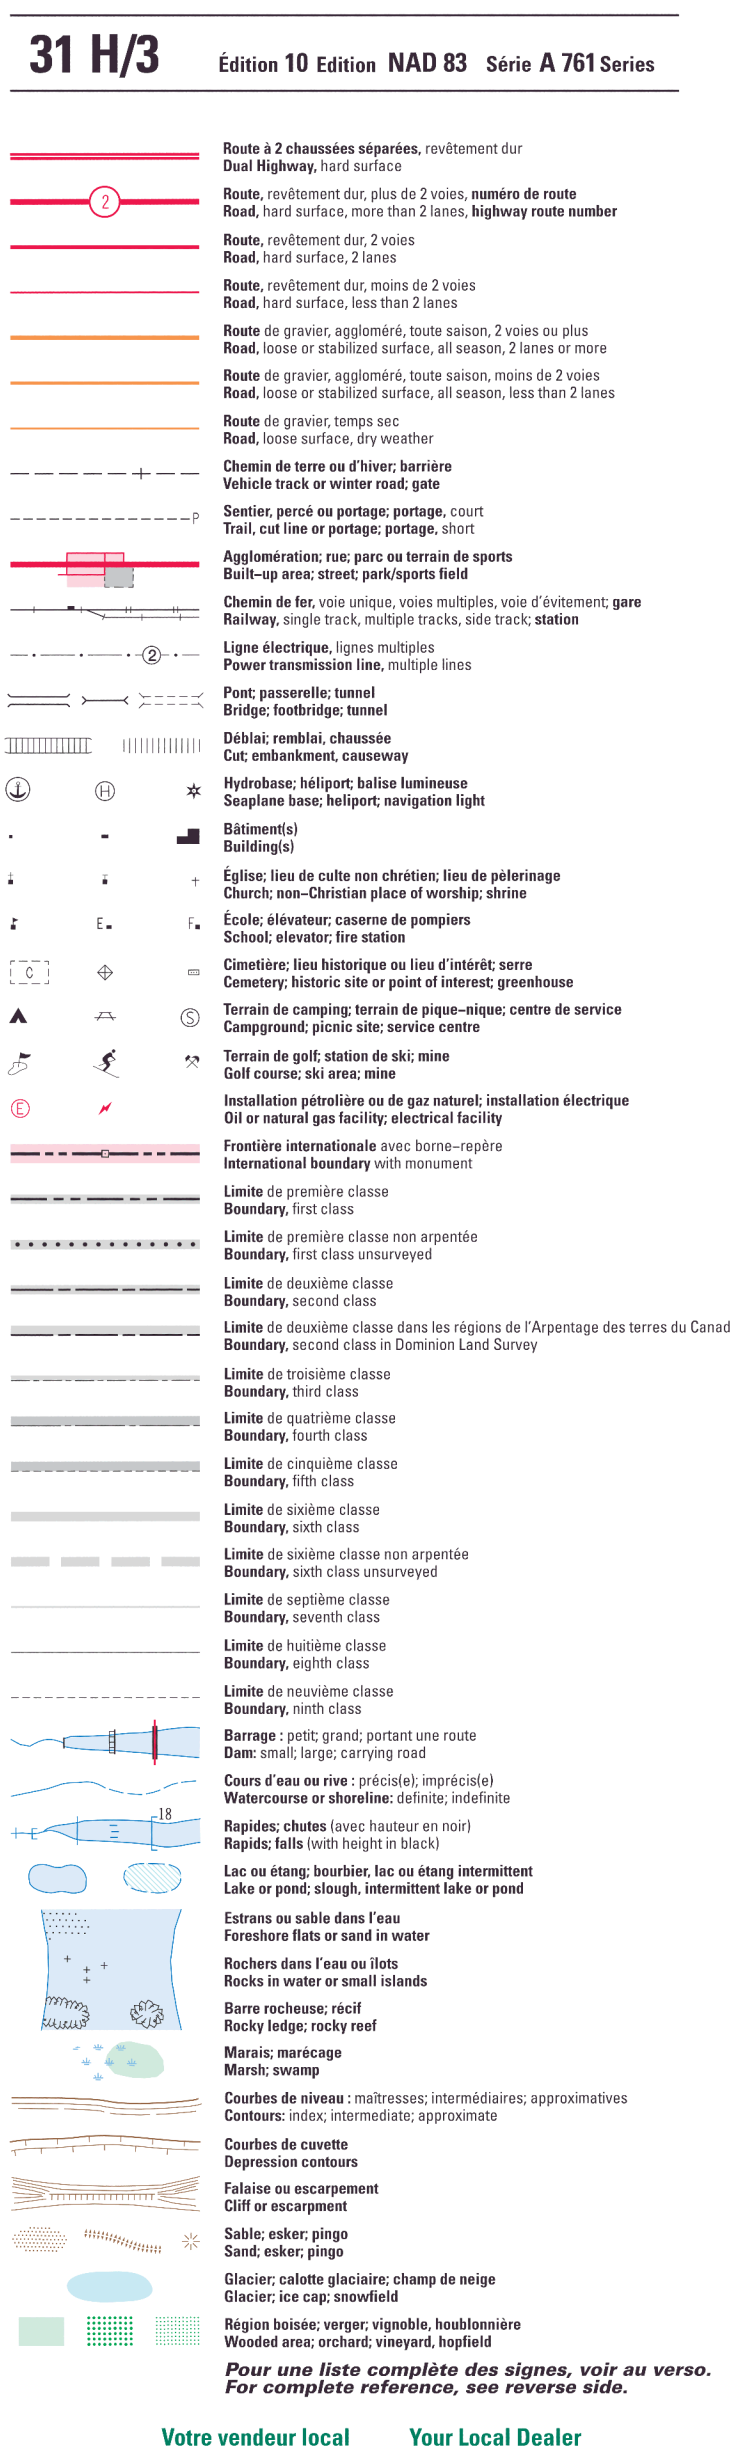 31 H/3 Édition 10 Edition NAD 83 Série A 761 Series
Route à 2 chaussées séparées, revêtement dur
Dual Highway, hard surface
2
Route, revêtement dur, plus de 2 voies, numéro de route
Road, hard surface, more than 2 lanes, highway route number
Route, revêtement dur, 2 voies
Road, hard surface, 2 lanes
Route, revêtement dur, moins de 2 voies
Road, hard surface, less than 2 lanes
Route de gravier, aggloméré, toute saison, 2 voies ou plus
Road, loose or stabilized surface, all season, 2 lanes or more
Route de gravier, aggloméré, toute saison, moins de 2 voies
Road, loose or stabilized surface, all season, less than 2 lanes
Route de gravier, temps sec
Road, loose surface, dry weather
Chemin de terre ou d'hiver; barrière
Vehicle track or winter road; gate
P
Sentier, percé ou portage; portage, court
Trail, cut line or portage; portage, short
Agglomération; rue; parc ou terrain de sports
Built-up area; street; park/sports field
Chemin de fer, voie unique, voies multiples, voie d'évitement; gare
Railway, single track, multiple tracks, side track; station
2
Ligne électrique, lignes multiples
Power transmission line, multiple lines
Pont; passerelle; tunnel
Bridge; footbridge; tunnel
Déblai; remblai, chaussée
Cut; embankment, causeway
H
Hydrobase; héliport; balise lumineuse
Seaplane base; heliport; navigation light
Bâtiment(s)
Building(s)
Église; lieu de culte non chrétien; lieu de pèlerinage
Church; non-Christian place of worship; shrine
E F
École; élévateur; caserne de pompiers
School; elevator; fire station
C
Cimetière; lieu historique ou lieu d'intérêt; serre
Cemetery; historic site or point of interest; greenhouse
S
Terrain de camping; terrain de pique-nique; centre de service
Campground; picnic site; service centre
Terrain de golf; station de ski; mine
Golf course; ski area; mine
E
Installation pétrolière ou de gaz naturel; installation électrique
Oil or natural gas facility; electrical facility
Frontière internationale avec borne-repère
International boundary with monument
Limite de première classe
Boundary, first class
Limite de première classe non arpentée
Boundary, first class unsurveyed
Limite de deuxième classe
Boundary, second class
Limite de deuxième classe dans les régions de l'Arpentage des terres du Canad
Boundary, second class in Dominion Land Survey
Limite de troisième classe
Boundary, third class
Limite de quatrième classe
Boundary, fourth class
Limite de cinquième classe
Boundary, fifth class
Limite de sixième classe
Boundary, sixth class
Limite de sixième classe non arpentée
Boundary, sixth class unsurveyed
Limite de septième classe
Boundary, seventh class
Limite de huitième classe
Boundary, eighth class
Limite de neuvième classe
Boundary, ninth class
Barrage : petit; grand; portant une route
Dam: small; large; carrying road
Cours d'eau ou rive : précis(e); imprécis(e)
Watercourse or shoreline: definite; indefinite
18
Rapides; chutes (avec hauteur en noir)
Rapids; falls (with height in black)
Lac ou étang; bourbier, lac ou étang intermittent
Lake or pond; slough, intermittent lake or pond
Estrans ou sable dans l'eau
Foreshore flats or sand in water
Rochers dans l'eau ou îlots
Rocks in water or small islands
Barre rocheuse; récif
Rocky ledge; rocky reef
Marais; marécage
Marsh; swamp
Courbes de niveau : maîtresses; intermédiaires; approximatives
Contours: index; intermediate; approximate
Courbes de cuvette
Depression contours
Falaise ou escarpement
Cliff or escarpment
Sable; esker; pingo
Sand; esker; pingo
Glacier; calotte glaciaire; champ de neige
Glacier; ice cap; snowfield
Région boisée; verger; vignoble, houblonnière
Wooded area; orchard; vineyard, hopfield
Pour une liste complète des signes, voir au verso.
For complete reference, see reverse side.
Votre vendeur local Your Local Dealer